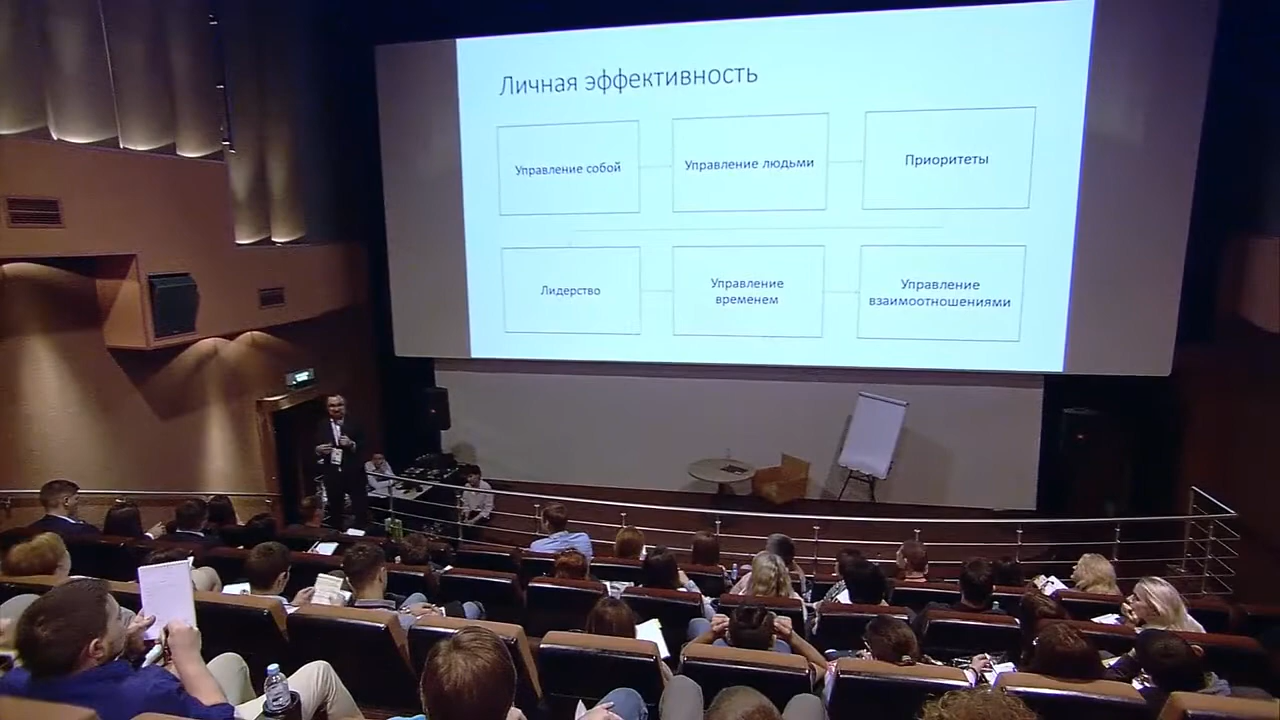 Личная эффективность
Управление собой
Управление людьми
Приоритеты
Лидерство
Управление
временем
Управление
взаимоотношениями